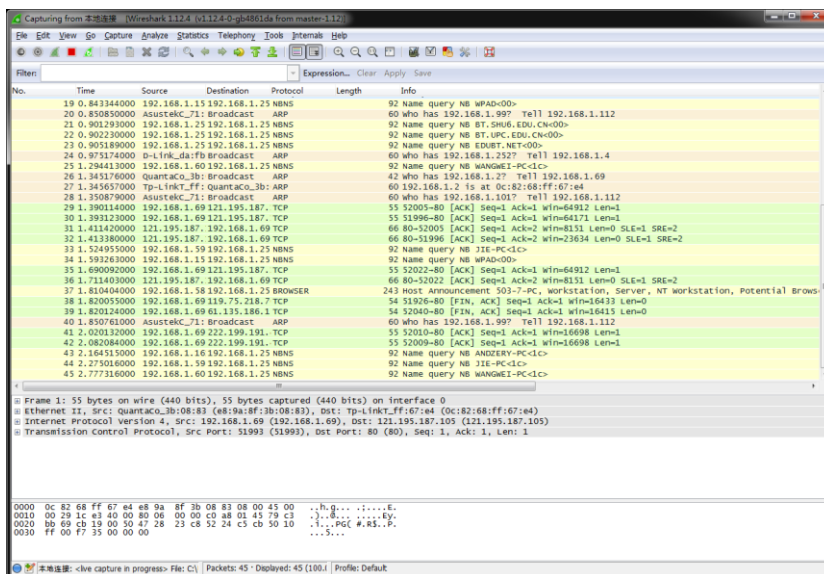 Capturing from 本地连接 [Wireshark 1.12.4 (v1.12.4-0-gb4861da from master-1.12)]
File Edit View Go Capture Analyze Statistics Telephony Tools Internals Help
Filter: Expression... Clear Apply Save
No. Time Source Destination Protocol Length Info
19 0.843344000 192.168.1.15 192.168.1.25 NBNS 92 Name query NB WPAD<00>
20 0.850850000 AsustekC_71: Broadcast ARP 60 Who has 192.168.1.99? Tell 192.168.1.112
21 0.901293000 192.168.1.59 192.168.1.25 NBNS 92 Name query NB BT.SHU6.EDU.CN<00>
22 0.902230000 192.168.1.59 192.168.1.25 NBNS 92 Name query NB BT.UPC.EDU.CN<00>
23 0.905189000 192.168.1.59 192.168.1.25 NBNS 92 Name query NB EDUBT.NET<00>
24 0.975174000 D-Link_da:fb Broadcast ARP 60 Who has 192.168.1.252? Tell 192.168.1.4
25 1.294413000 192.168.1.60 192.168.1.25 NBNS 92 Name query NB WANGWEI-PC<1c>
26 1.345176000 QuantaCo_3b: Broadcast ARP 42 Who has 192.168.1.2? Tell 192.168.1.69
27 1.345657000 Tp-LinkT_ff: QuantaCo_3b: ARP 60 192.168.1.2 is at 0c:82:68:ff:67:e4
28 1.350879000 AsustekC_71: Broadcast ARP 60 Who has 192.168.1.101? Tell 192.168.1.112
29 1.390114000 192.168.1.69 121.195.187. TCP 55 52005→80 [ACK] Seq=1 Ack=1 Win=64912 Len=1
30 1.393123000 192.168.1.69 121.195.187. TCP 55 51996→80 [ACK] Seq=1 Ack=1 Win=64171 Len=1
31 1.411420000 121.195.187. 192.168.1.69 TCP 66 80→52005 [ACK] Seq=1 Ack=2 Win=8151 Len=0 SLE=1 SRE=2
32 1.413380000 121.195.187. 192.168.1.69 TCP 66 80→51996 [ACK] Seq=1 Ack=2 Win=23634 Len=0 SLE=1 SRE=2
33 1.524955000 192.168.1.59 192.168.1.25 NBNS 92 Name query NB JIE-PC<1c>
34 1.593263000 192.168.1.15 192.168.1.25 NBNS 92 Name query NB WPAD<00>
35 1.690092000 192.168.1.69 121.195.187. TCP 55 52022→80 [ACK] Seq=1 Ack=1 Win=64912 Len=1
36 1.711403000 121.195.187. 192.168.1.69 TCP 66 80→52022 [ACK] Seq=1 Ack=2 Win=8151 Len=0 SLE=1 SRE=2
37 1.810404000 192.168.1.58 192.168.1.25 BROWSER 243 Host Announcement 503-7-PC, Workstation, Server, NT Workstation, Potential Brows
38 1.820055000 192.168.1.69 119.75.218.7 TCP 54 51926→80 [FIN, ACK] Seq=1 Ack=1 Win=16433 Len=0
39 1.820124000 192.168.1.69 61.135.186.1 TCP 54 52040→80 [FIN, ACK] Seq=1 Ack=1 Win=16415 Len=0
40 1.850761000 AsustekC_71: Broadcast ARP 60 Who has 192.168.1.99? Tell 192.168.1.112
41 2.020132000 192.168.1.69 222.199.191. TCP 55 52010→80 [ACK] Seq=1 Ack=1 Win=16698 Len=1
42 2.082084000 192.168.1.69 222.199.191. TCP 55 52009→80 [ACK] Seq=1 Ack=1 Win=16698 Len=1
43 2.164515000 192.168.1.16 192.168.1.25 NBNS 92 Name query NB ANDZERY-PC<1c>
44 2.275016000 192.168.1.59 192.168.1.25 NBNS 92 Name query NB JIE-PC<1c>
45 2.777316000 192.168.1.60 192.168.1.25 NBNS 92 Name query NB WANGWEI-PC<1c>
Frame 1: 55 bytes on wire (440 bits), 55 bytes captured (440 bits) on interface 0
Ethernet II, Src: QuantaCo_3b:08:83 (e8:9a:8f:3b:08:83), Dst: Tp-LinkT_ff:67:e4 (0c:82:68:ff:67:e4)
Internet Protocol Version 4, Src: 192.168.1.69 (192.168.1.69), Dst: 121.195.187.105 (121.195.187.105)
Transmission Control Protocol, Src Port: 51993 (51993), Dst Port: 80 (80), Seq: 1, Ack: 1, Len: 1
0000 0c 82 68 ff 67 e4 e8 9a 8f 3b 08 83 08 00 45 00 ..h.g... .;....E.
0010 00 29 1c e3 40 00 80 06 00 00 c0 a8 01 45 79 c3 .)..@... .....Ey.
0020 bb 69 cb 19 00 50 47 28 23 c8 52 24 c5 cb 50 10 .i...PG( #.R$..P.
0030 ff 00 f7 35 00 00 00 ...5...
本地连接: <live capture in progress> File: C:\ Packets: 45 · Displayed: 45 (100.( Profile: Default